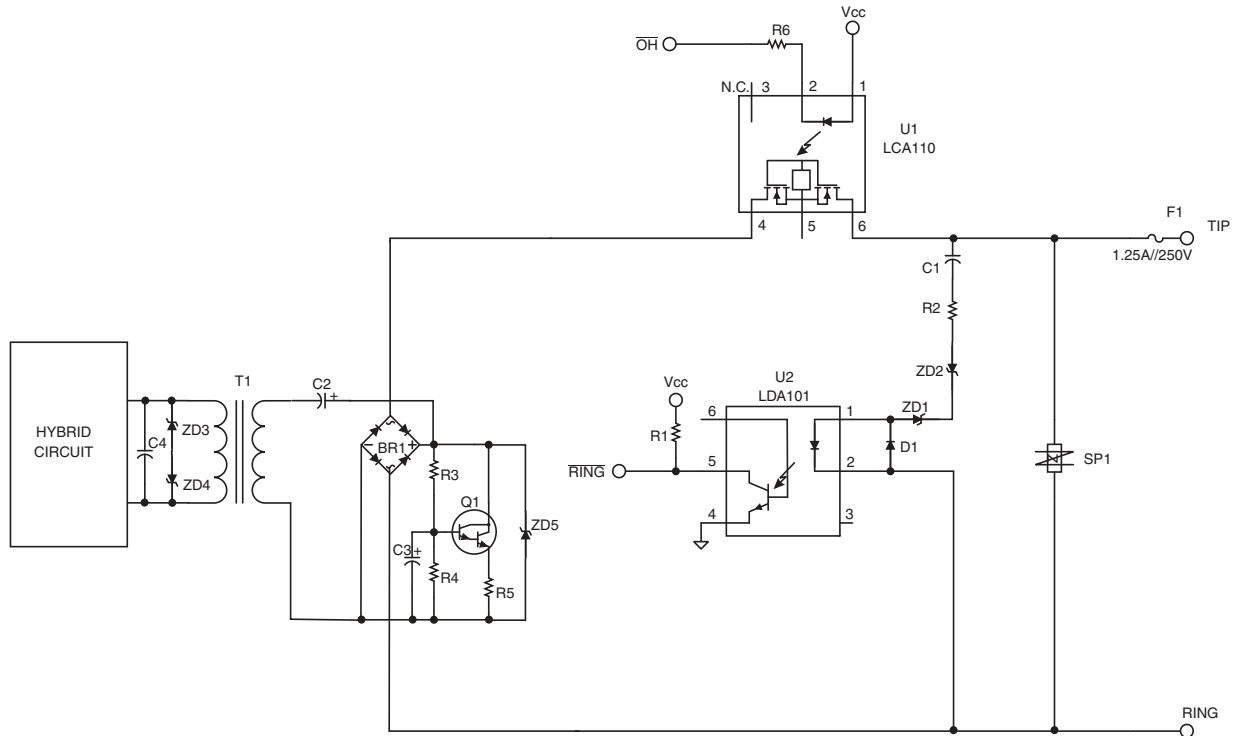 Vcc
R6
OH
N.C.
3
2
1
U1
LCA110
4
5
6
F1
TIP
1.25A//250V
C1
R2
ZD2
T1
C2
+
HYBRID
CIRCUIT
C4
ZD3
ZD4
BR1
-
+
R3
Q1
C3
+
R4
R5
ZD5
Vcc
R1
RING
U2
LDA101
6
5
4
1
2
3
ZD1
D1
SP1
RING